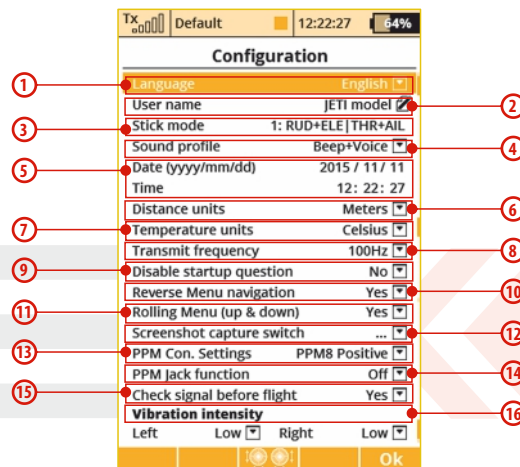 Tx Default 12:22:27 64%
Configuration
1 Language English
User name JETI model 2
3 Stick mode 1: RUD+ELE|THR+AIL
Sound profile Beep+Voice 4
5 Date (yyyy/mm/dd) 2015 / 11/ 11
Time 12: 22: 27
Distance units Meters 6
7 Temperature units Celsius
Transmit frequency 100Hz 8
9 Disable startup question No
Reverse Menu navigation Yes 10
11 Rolling Menu (up & down) Yes
Screenshot capture switch ... 12
13 PPM Con. Settings PPM8 Positive
PPM Jack function Off 14
15 Check signal before flight Yes
Vibration intensity 16
Left Low Right Low
Ok